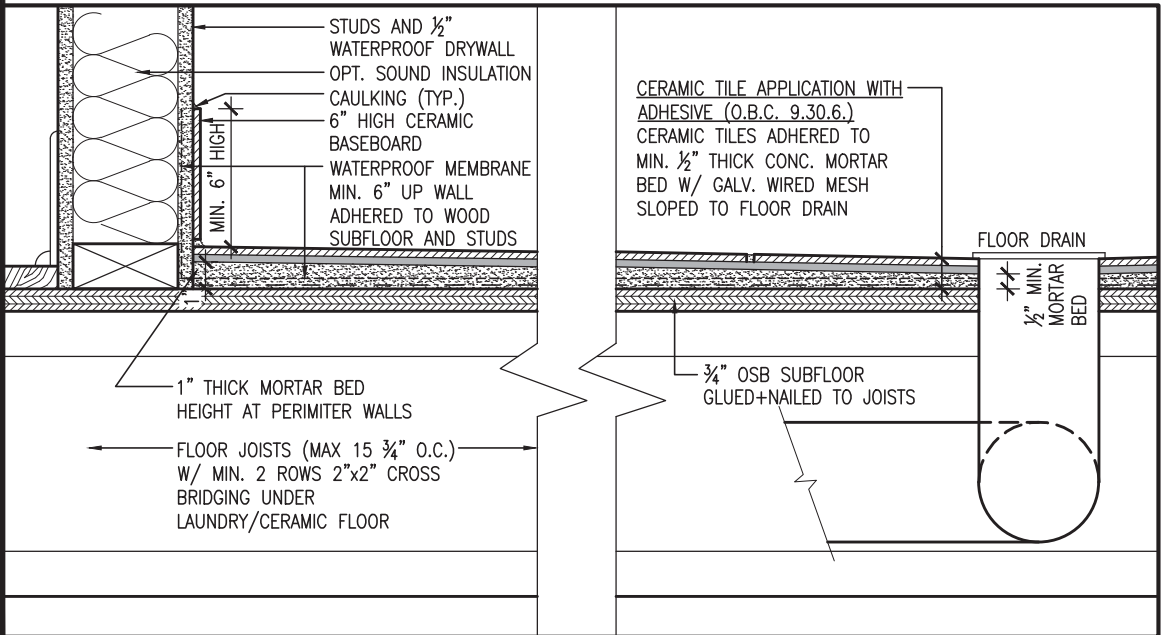 STUDS AND ½"
WATERPROOF DRYWALL
OPT. SOUND INSULATION
CAULKING (TYP.)
6" HIGH CERAMIC
BASEBOARD
WATERPROOF MEMBRANE
MIN. 6" UP WALL
ADHERED TO WOOD
SUBFLOOR AND STUDS
MIN. 6" HIGH
1"
1" THICK MORTAR BED
HEIGHT AT PERIMITER WALLS
FLOOR JOISTS (MAX 15 ¾" O.C.)
W/ MIN. 2 ROWS 2"x2" CROSS
BRIDGING UNDER
LAUNDRY/CERAMIC FLOOR
CERAMIC TILE APPLICATION WITH
ADHESIVE (O.B.C. 9.30.6.)
CERAMIC TILES ADHERED TO
MIN. ½" THICK CONC. MORTAR
BED W/ GALV. WIRED MESH
SLOPED TO FLOOR DRAIN
FLOOR DRAIN
½" MIN.
MORTAR
BED
¾" OSB SUBFLOOR
GLUED+NAILED TO JOISTS